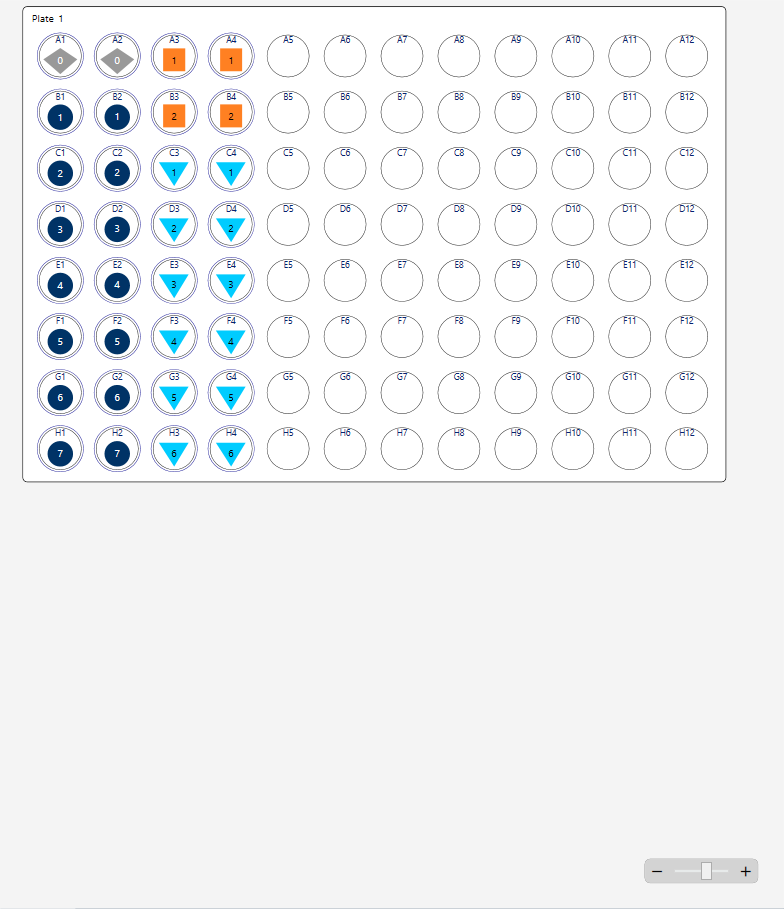 Plate 1
A1 A2 A3 A4 A5 A6 A7 A8 A9 A10 A11 A12
0 0 1 1
B1 B2 B3 B4 B5 B6 B7 B8 B9 B10 B11 B12
1 1 2 2
C1 C2 C3 C4 C5 C6 C7 C8 C9 C10 C11 C12
2 2 1 1
D1 D2 D3 D4 D5 D6 D7 D8 D9 D10 D11 D12
3 3 2 2
E1 E2 E3 E4 E5 E6 E7 E8 E9 E10 E11 E12
4 4 3 3
F1 F2 F3 F4 F5 F6 F7 F8 F9 F10 F11 F12
5 5 4 4
G1 G2 G3 G4 G5 G6 G7 G8 G9 G10 G11 G12
6 6 5 5
H1 H2 H3 H4 H5 H6 H7 H8 H9 H10 H11 H12
7 7 6 6
− +